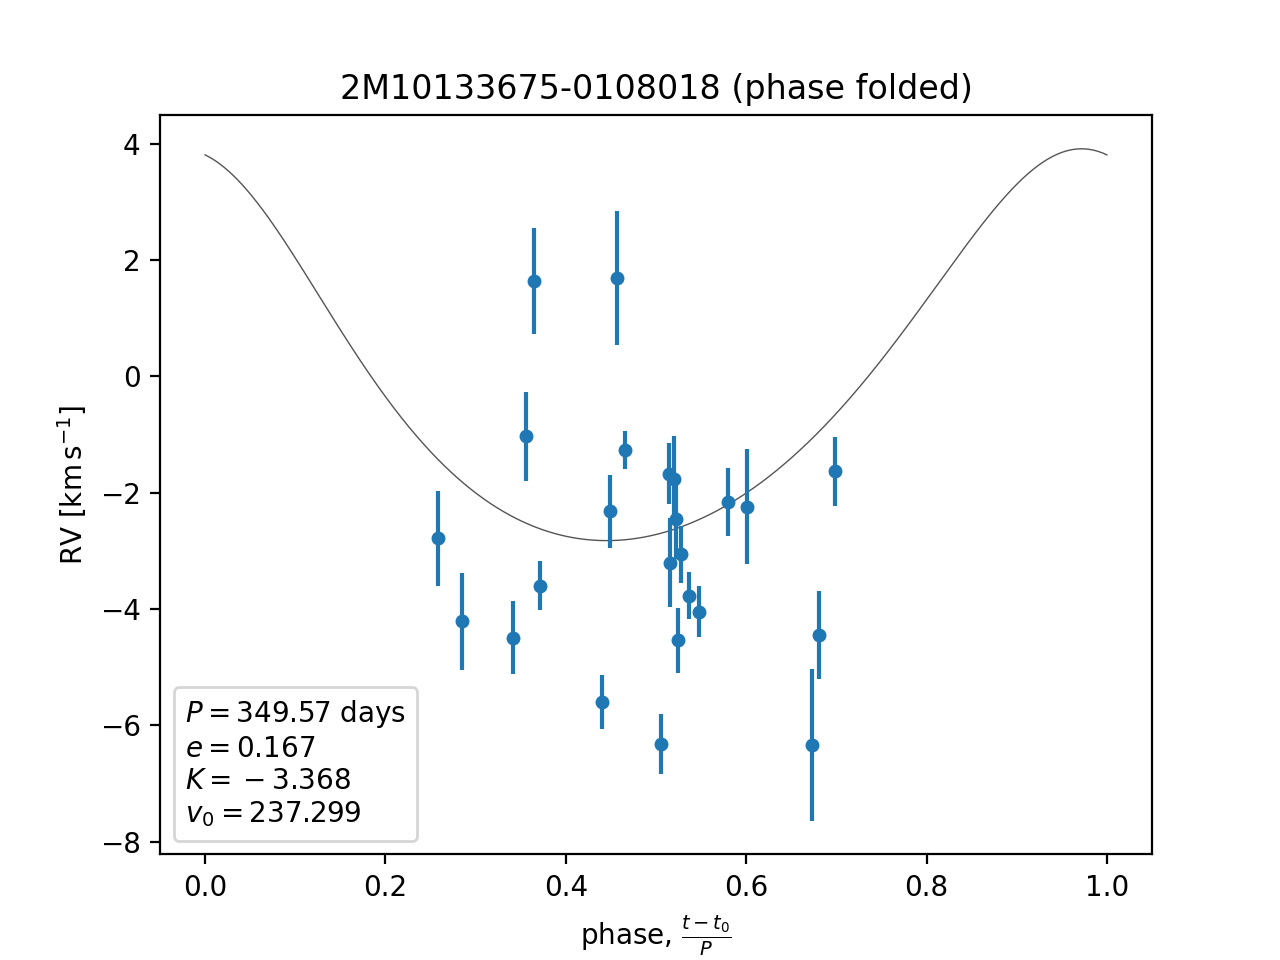 2M10133675-0108018 (phase folded)
4
2
0
−2
−4
−6
−8
RV [km s⁻¹]
P = 349.57 days
e = 0.167
K = − 3.368
v₀ = 237.299
0.0 0.2 0.4 0.6 0.8 1.0
phase, (t − t₀)/P